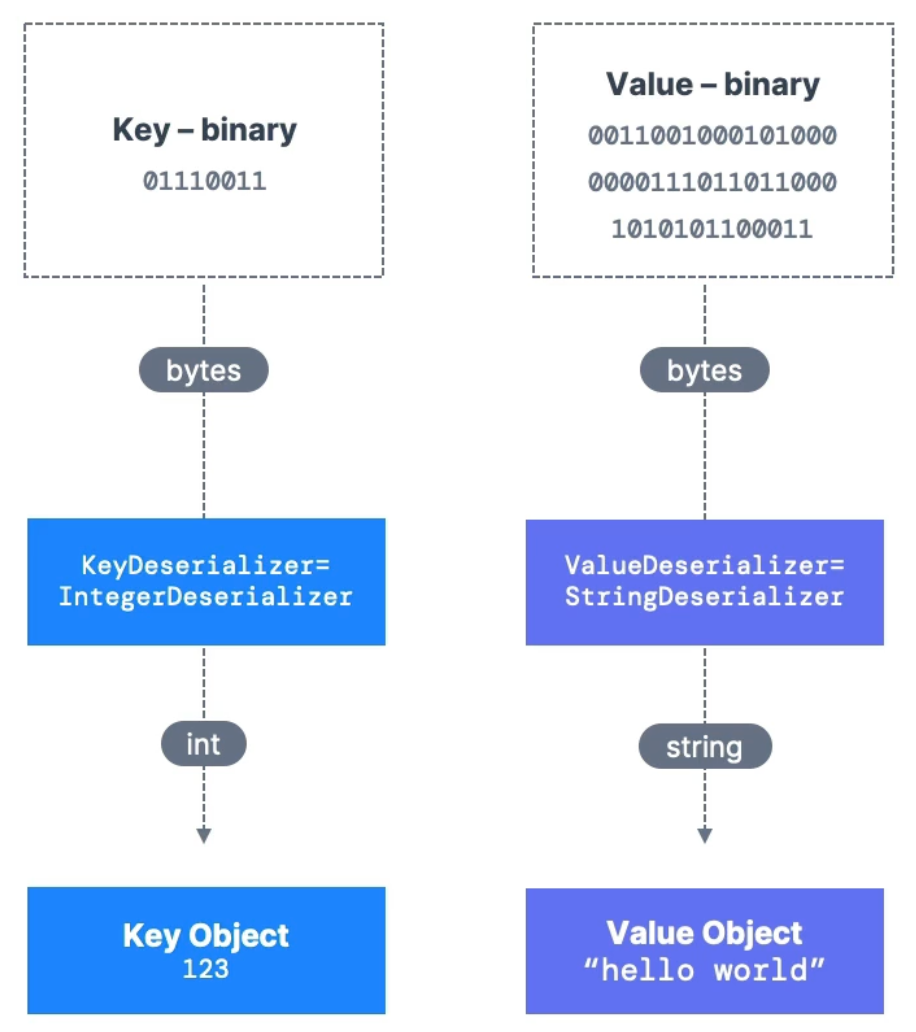 Key – binary
01110011
Value – binary
0011001000101000
0000111011011000
1010101100011
bytes
bytes
KeyDeserializer=
IntegerDeserializer
ValueDeserializer=
StringDeserializer
int
string
Key Object
123
Value Object
“hello world”